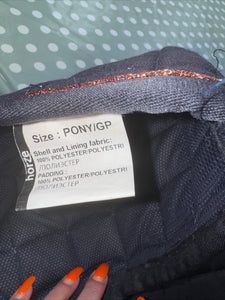 horze
Size : PONY/GP
Shell and Lining fabric:
100% POLYESTER/POLYESTRI
/ПОЛИЭСТЕР
PADDING :
100% POLYESTER/POLYESTRI
/ПОЛИЭСТЕР